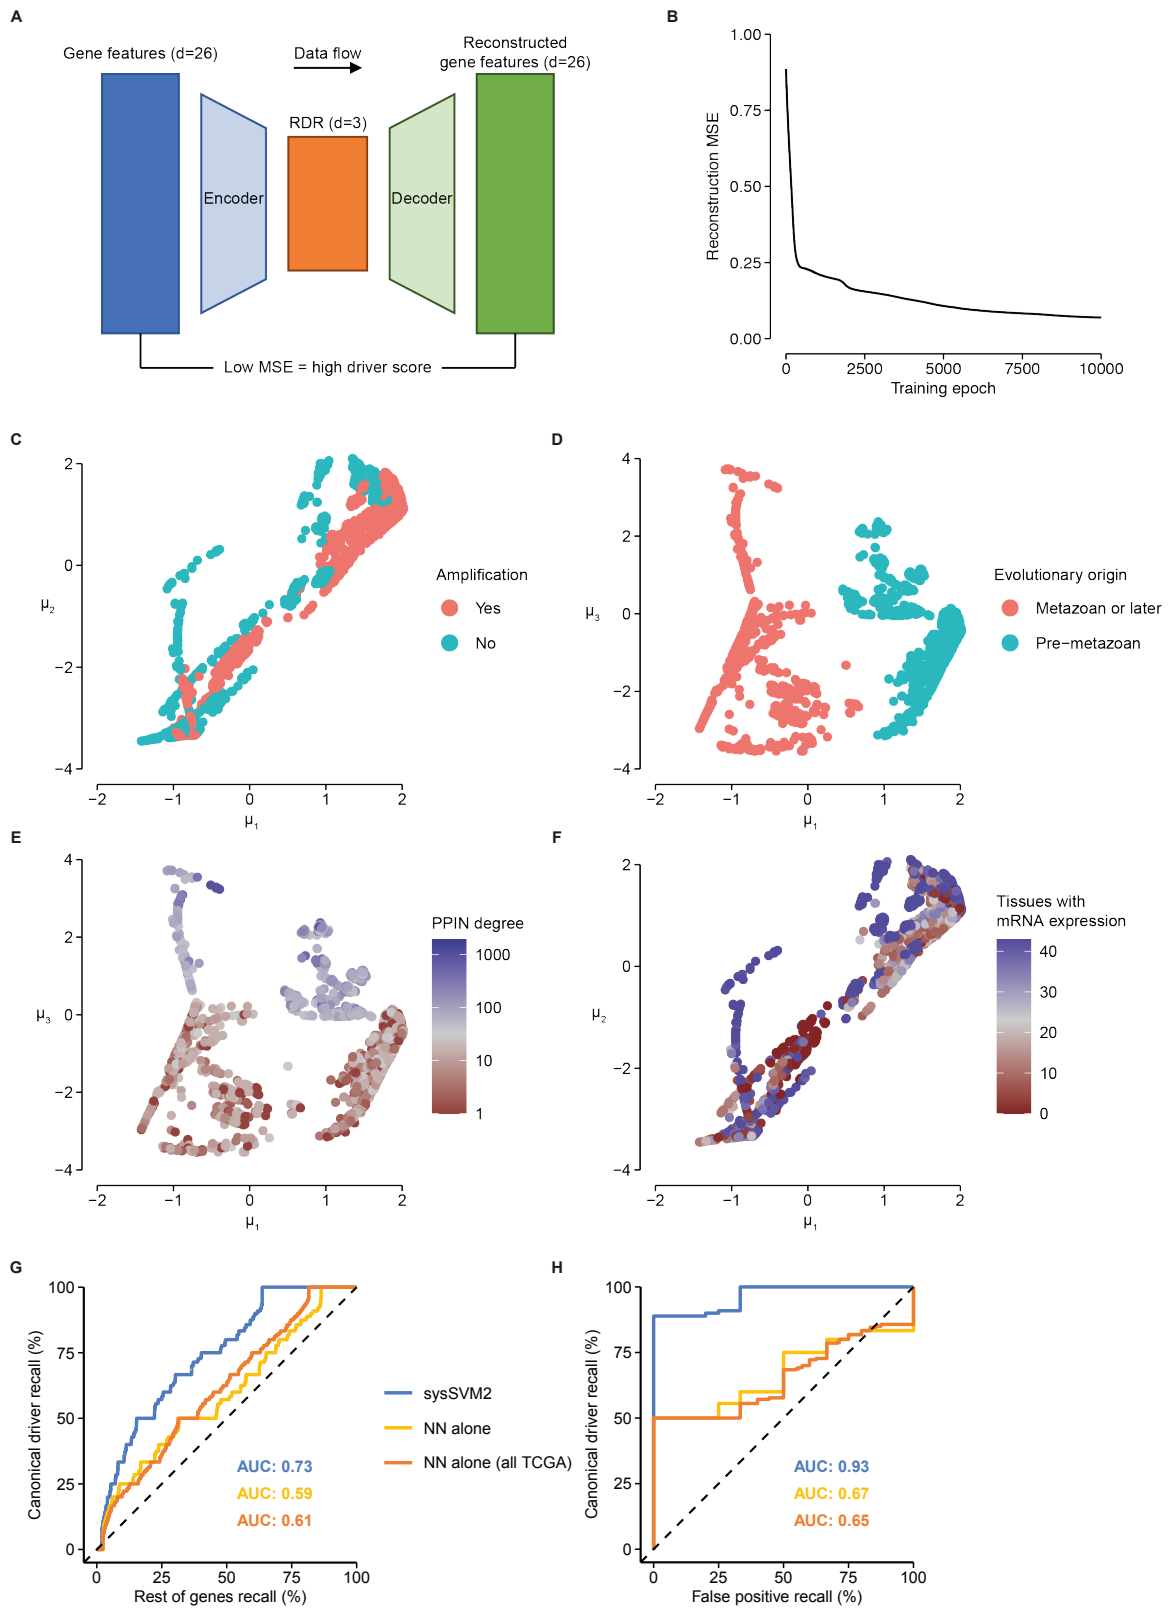 A
Gene features (d=26)
Data flow
Reconstructed
gene features (d=26)
RDR (d=3)
Encoder
Decoder
Low MSE = high driver score
B
1.00
0.75
0.50
0.25
0.00
Reconstruction MSE
0
2500
5000
7500
10000
Training epoch
C
2
0
−2
−4
μ2
−2
−1
0
1
2
μ1
Amplification
Yes
No
D
4
2
0
−2
−4
μ3
−2
−1
0
1
2
μ1
Evolutionary origin
Metazoan or later
Pre−metazoan
E
4
2
0
−2
−4
μ3
−2
−1
0
1
2
μ1
PPIN degree
1000
100
10
1
F
2
0
−2
−4
μ2
−2
−1
0
1
2
μ1
Tissues with
mRNA expression
40
30
20
10
0
G
100
75
50
25
0
Canonical driver recall (%)
0
25
50
75
100
Rest of genes recall (%)
AUC: 0.73
AUC: 0.59
AUC: 0.61
sysSVM2
NN alone
NN alone (all TCGA)
H
100
75
50
25
0
Canonical driver recall (%)
0
25
50
75
100
False positive recall (%)
AUC: 0.93
AUC: 0.67
AUC: 0.65